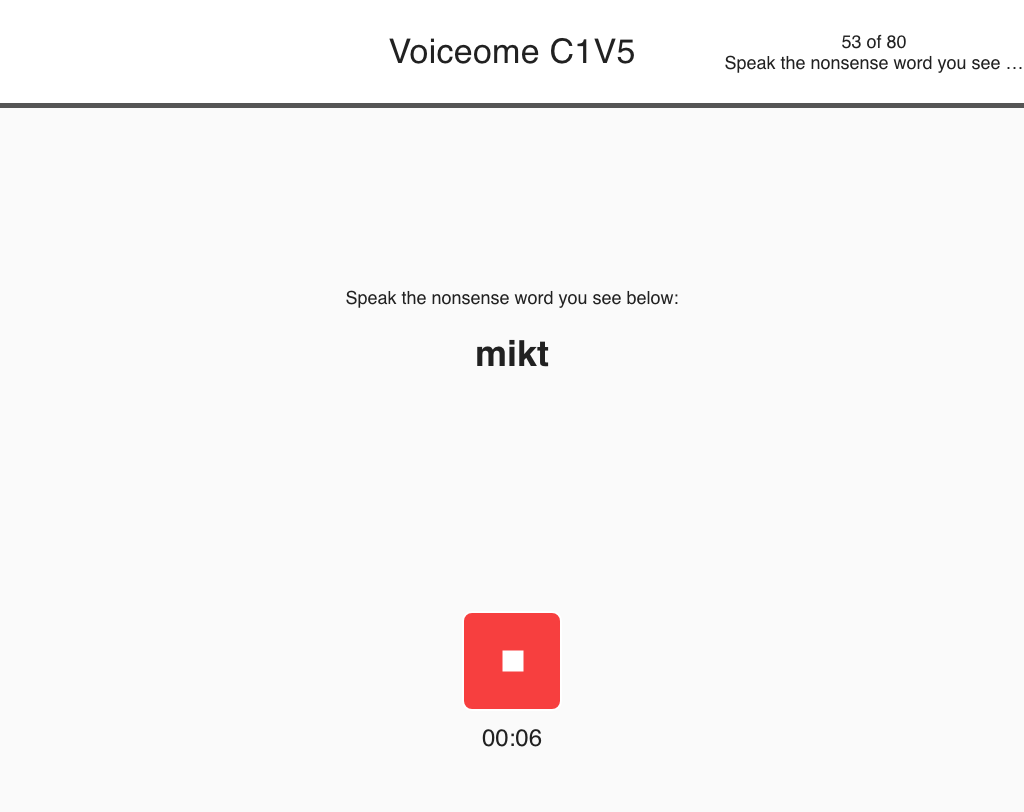 Voiceome C1V5
53 of 80
Speak the nonsense word you see …
Speak the nonsense word you see below:
mikt
00:06